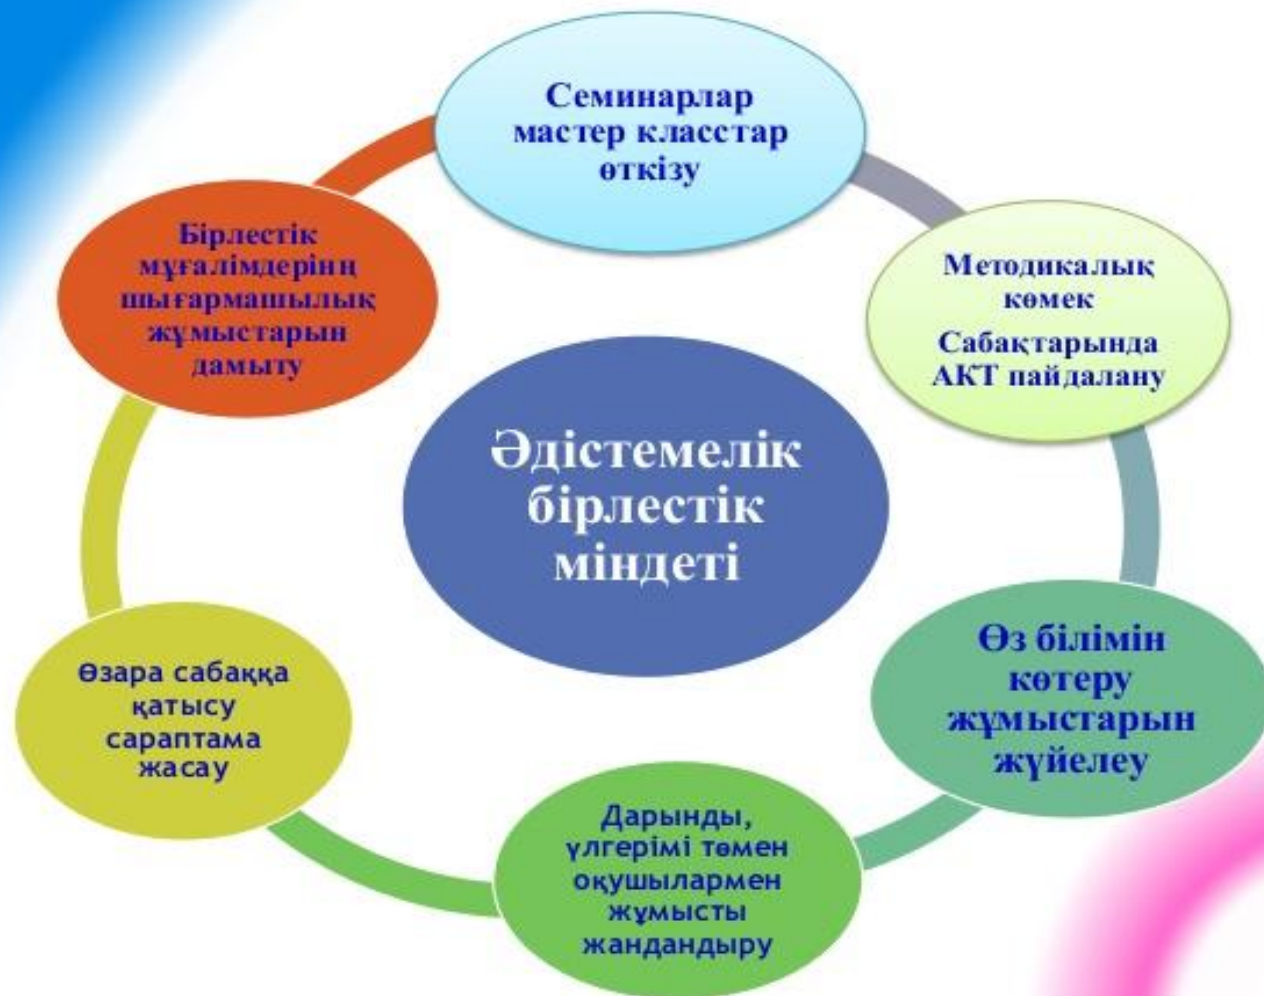 Семинарлар
мастер класстар
өткізу
Методикалық
көмек
Сабақтарында
АКТ пайдалану
Өз білімін
көтеру
жұмыстарын
жүйелеу
Дарынды,
үлгерімі төмен
оқушылармен
жұмысты
жандандыру
Өзара сабаққа
қатысу
сараптама
жасау
Бірлестік
мұғалімдерінң
шығармашылық
жұмыстарын
дамыту
Әдістемелік
бірлестік
міндеті